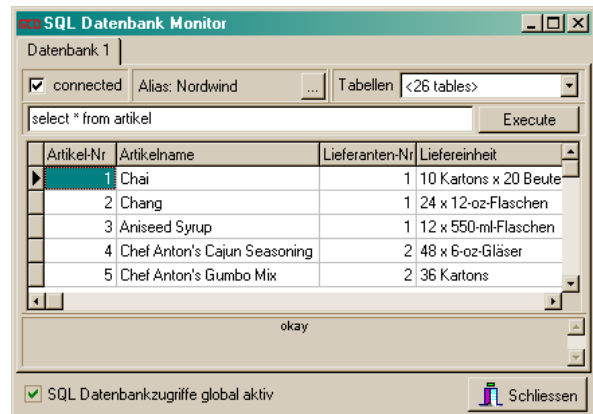 STD SQL Datenbank Monitor
Datenbank 1
connected Alias: Nordwind ... Tabellen <26 tables>
select * from artikel Execute
Artikel-Nr Artikelname Lieferanten-Nr Liefereinheit
1 Chai 1 10 Kartons x 20 Beute
2 Chang 1 24 x 12-oz-Flaschen
3 Aniseed Syrup 1 12 x 550-ml-Flaschen
4 Chef Anton's Cajun Seasoning 2 48 x 6-oz-Gläser
5 Chef Anton's Gumbo Mix 2 36 Kartons
okay
SQL Datenbankzugriffe global aktiv Schliessen